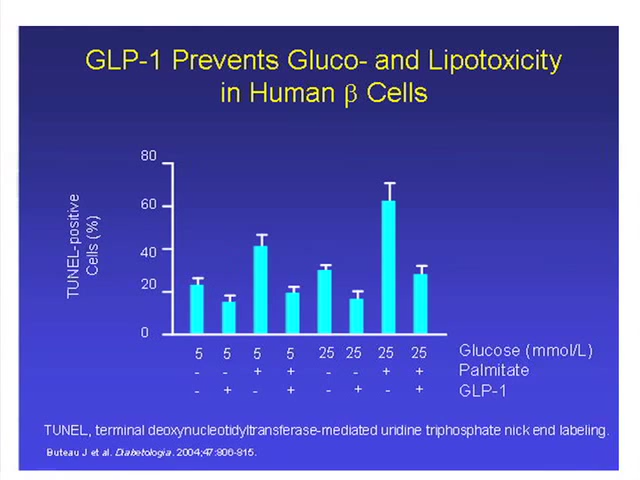 GLP-1 Prevents Gluco- and Lipotoxicity
in Human β Cells
80
60
40
20
0
TUNEL-positive
Cells (%)
5 5 5 5 25 25 25 25 Glucose (mmol/L)
- - + + - - + + Palmitate
- + - + - + - + GLP-1
TUNEL, terminal deoxynucleotidyltransferase-mediated uridine triphosphate nick end labeling.
Buteau J et al. Diabetologia. 2004;47:806-815.